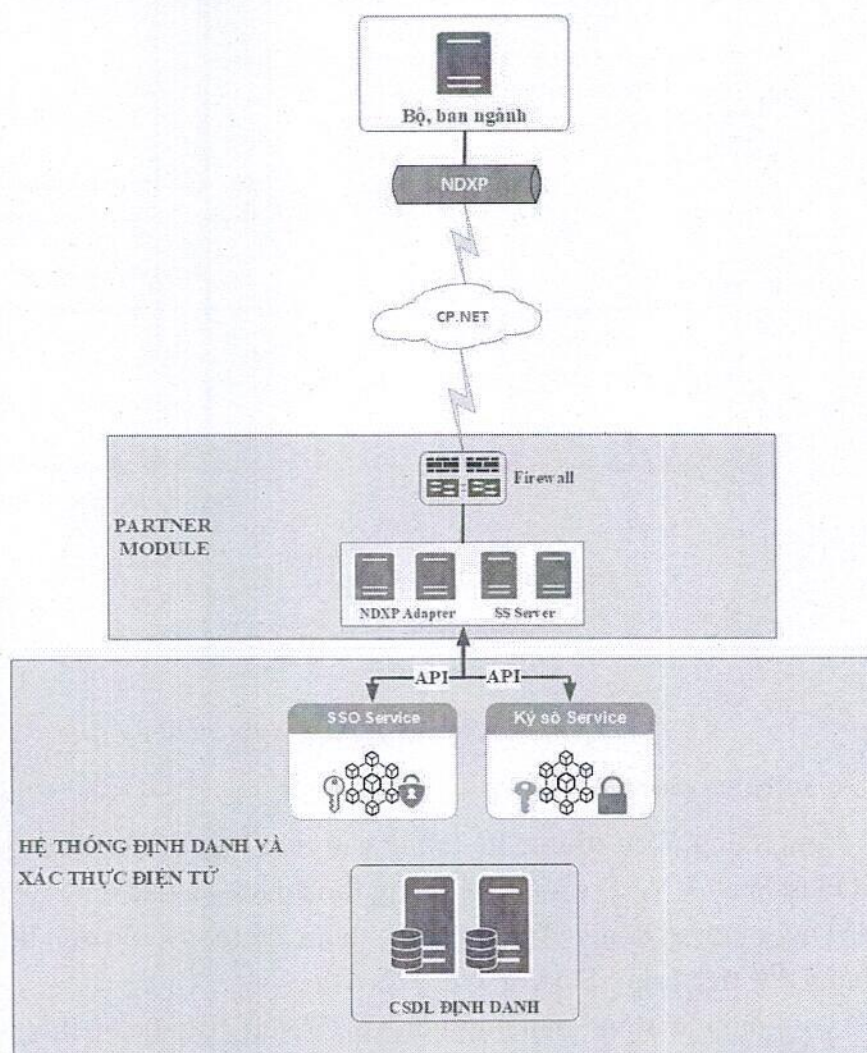 Bộ, ban ngành
NDXP
CP.NET
Firewall
PARTNER
MODULE
NDXP Adapter
SS Server
API
API
SSO Service
Ký số Service
HỆ THỐNG ĐỊNH DANH VÀ
XÁC THỰC ĐIỆN TỬ
CSDL ĐỊNH DANH